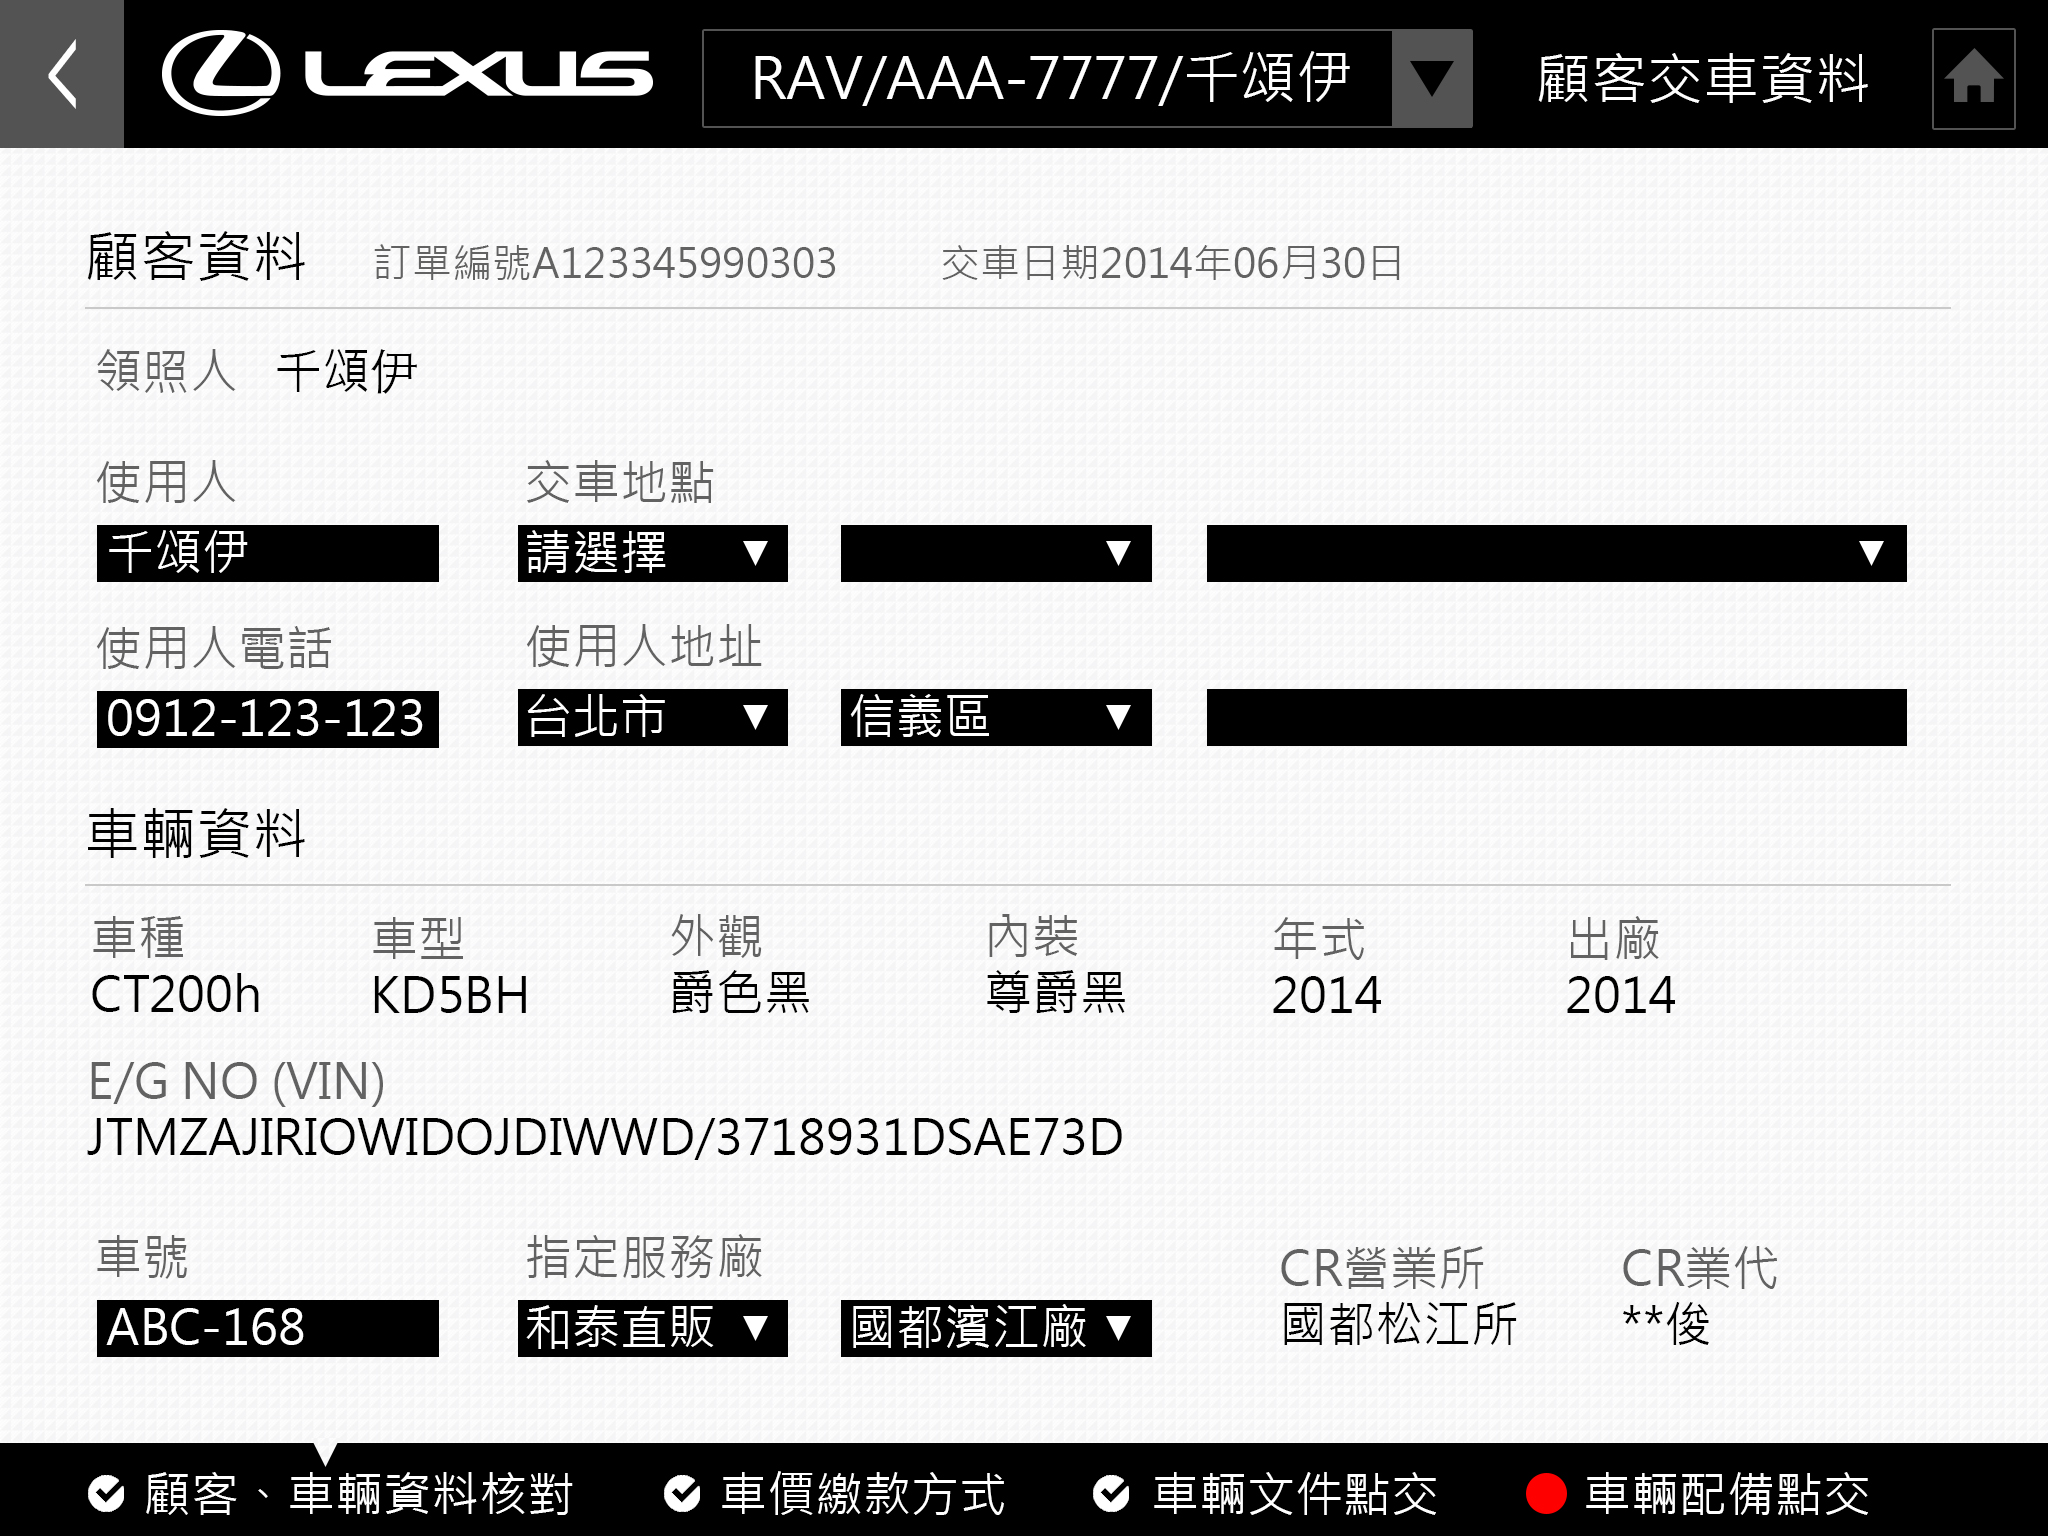 LEXUS RAV/AAA-7777/千頌伊 顧客交車資料
顧客資料 訂單編號A123345990303 交車日期2014年06月30日
領照人 千頌伊
使用人 交車地點
千頌伊 請選擇
使用人電話 使用人地址
0912-123-123 台北市 信義區
車輛資料
車種 車型 外觀 內裝 年式 出廠
CT200h KD5BH 爵色黑 尊爵黑 2014 2014
E/G NO (VIN)
JTMZAJIRIOWIDOJDIWWD/3718931DSAE73D
車號 指定服務廠 CR營業所 CR業代
ABC-168 和泰直販 國都濱江廠 國都松江所 **俊
顧客、車輛資料核對 車價繳款方式 車輛文件點交 車輛配備點交